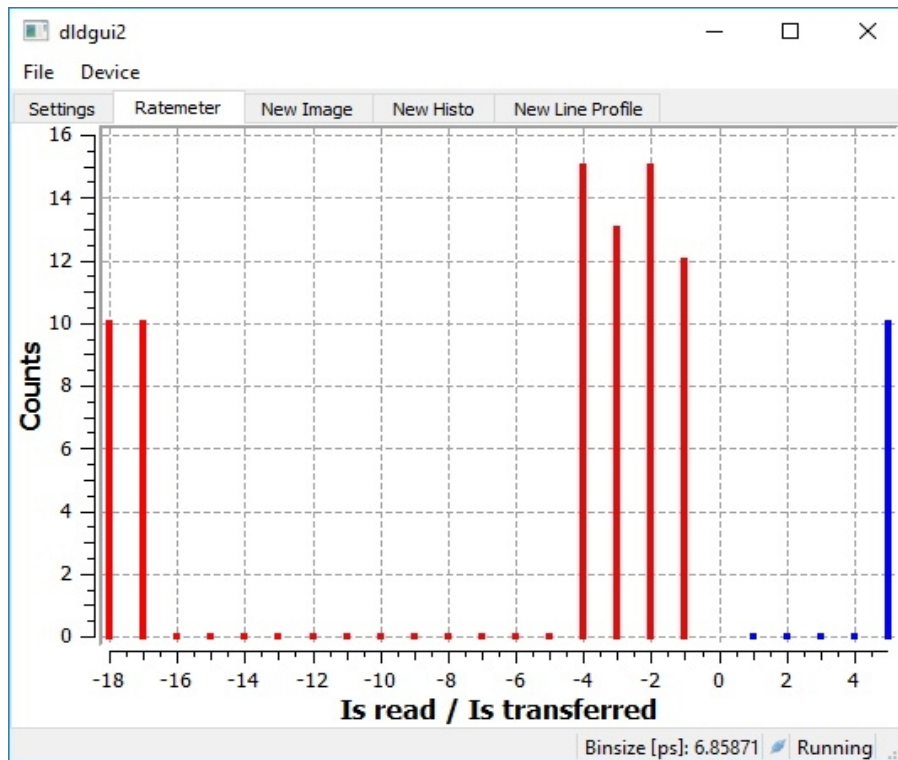 dldgui2
File Device
Settings Ratemeter New Image New Histo New Line Profile
16
14
12
10
8
6
4
2
0
Counts
-18 -16 -14 -12 -10 -8 -6 -4 -2 0 2 4
Is read / Is transferred
Binsize [ps]: 6.85871 Running